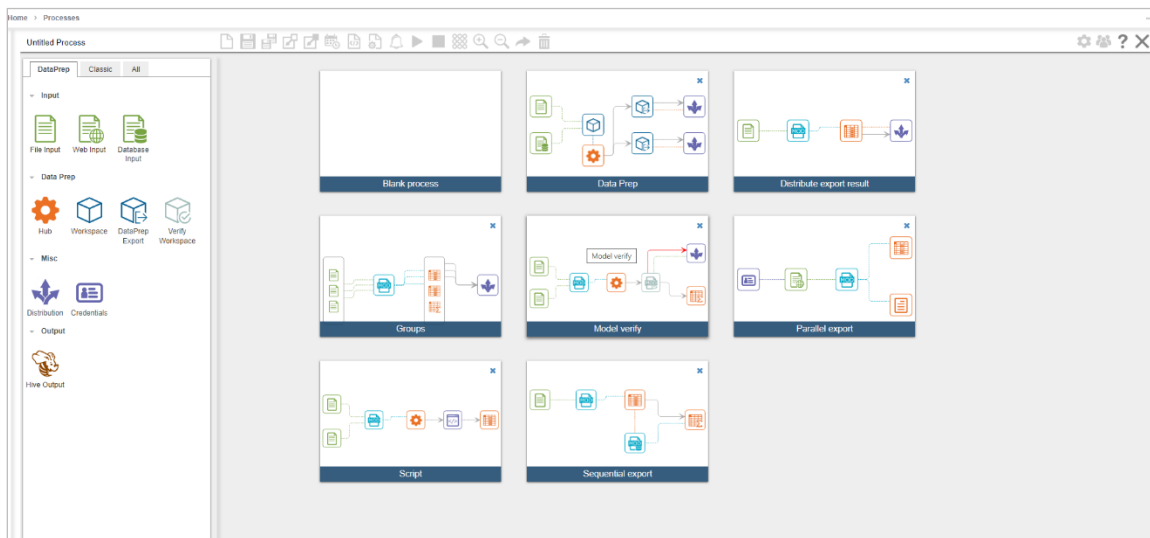 Home > Processes
Untitled Process
DataPrep Classic All
Input
File Input Web Input Database Input
Data Prep
Hub Workspace DataPrep Export Verify Workspace
Misc
Distribution Credentials
Output
Hive Output
Blank process
Data Prep
Distribute export result
Groups
Model verify
Model verify
Parallel export
Script
Sequential export